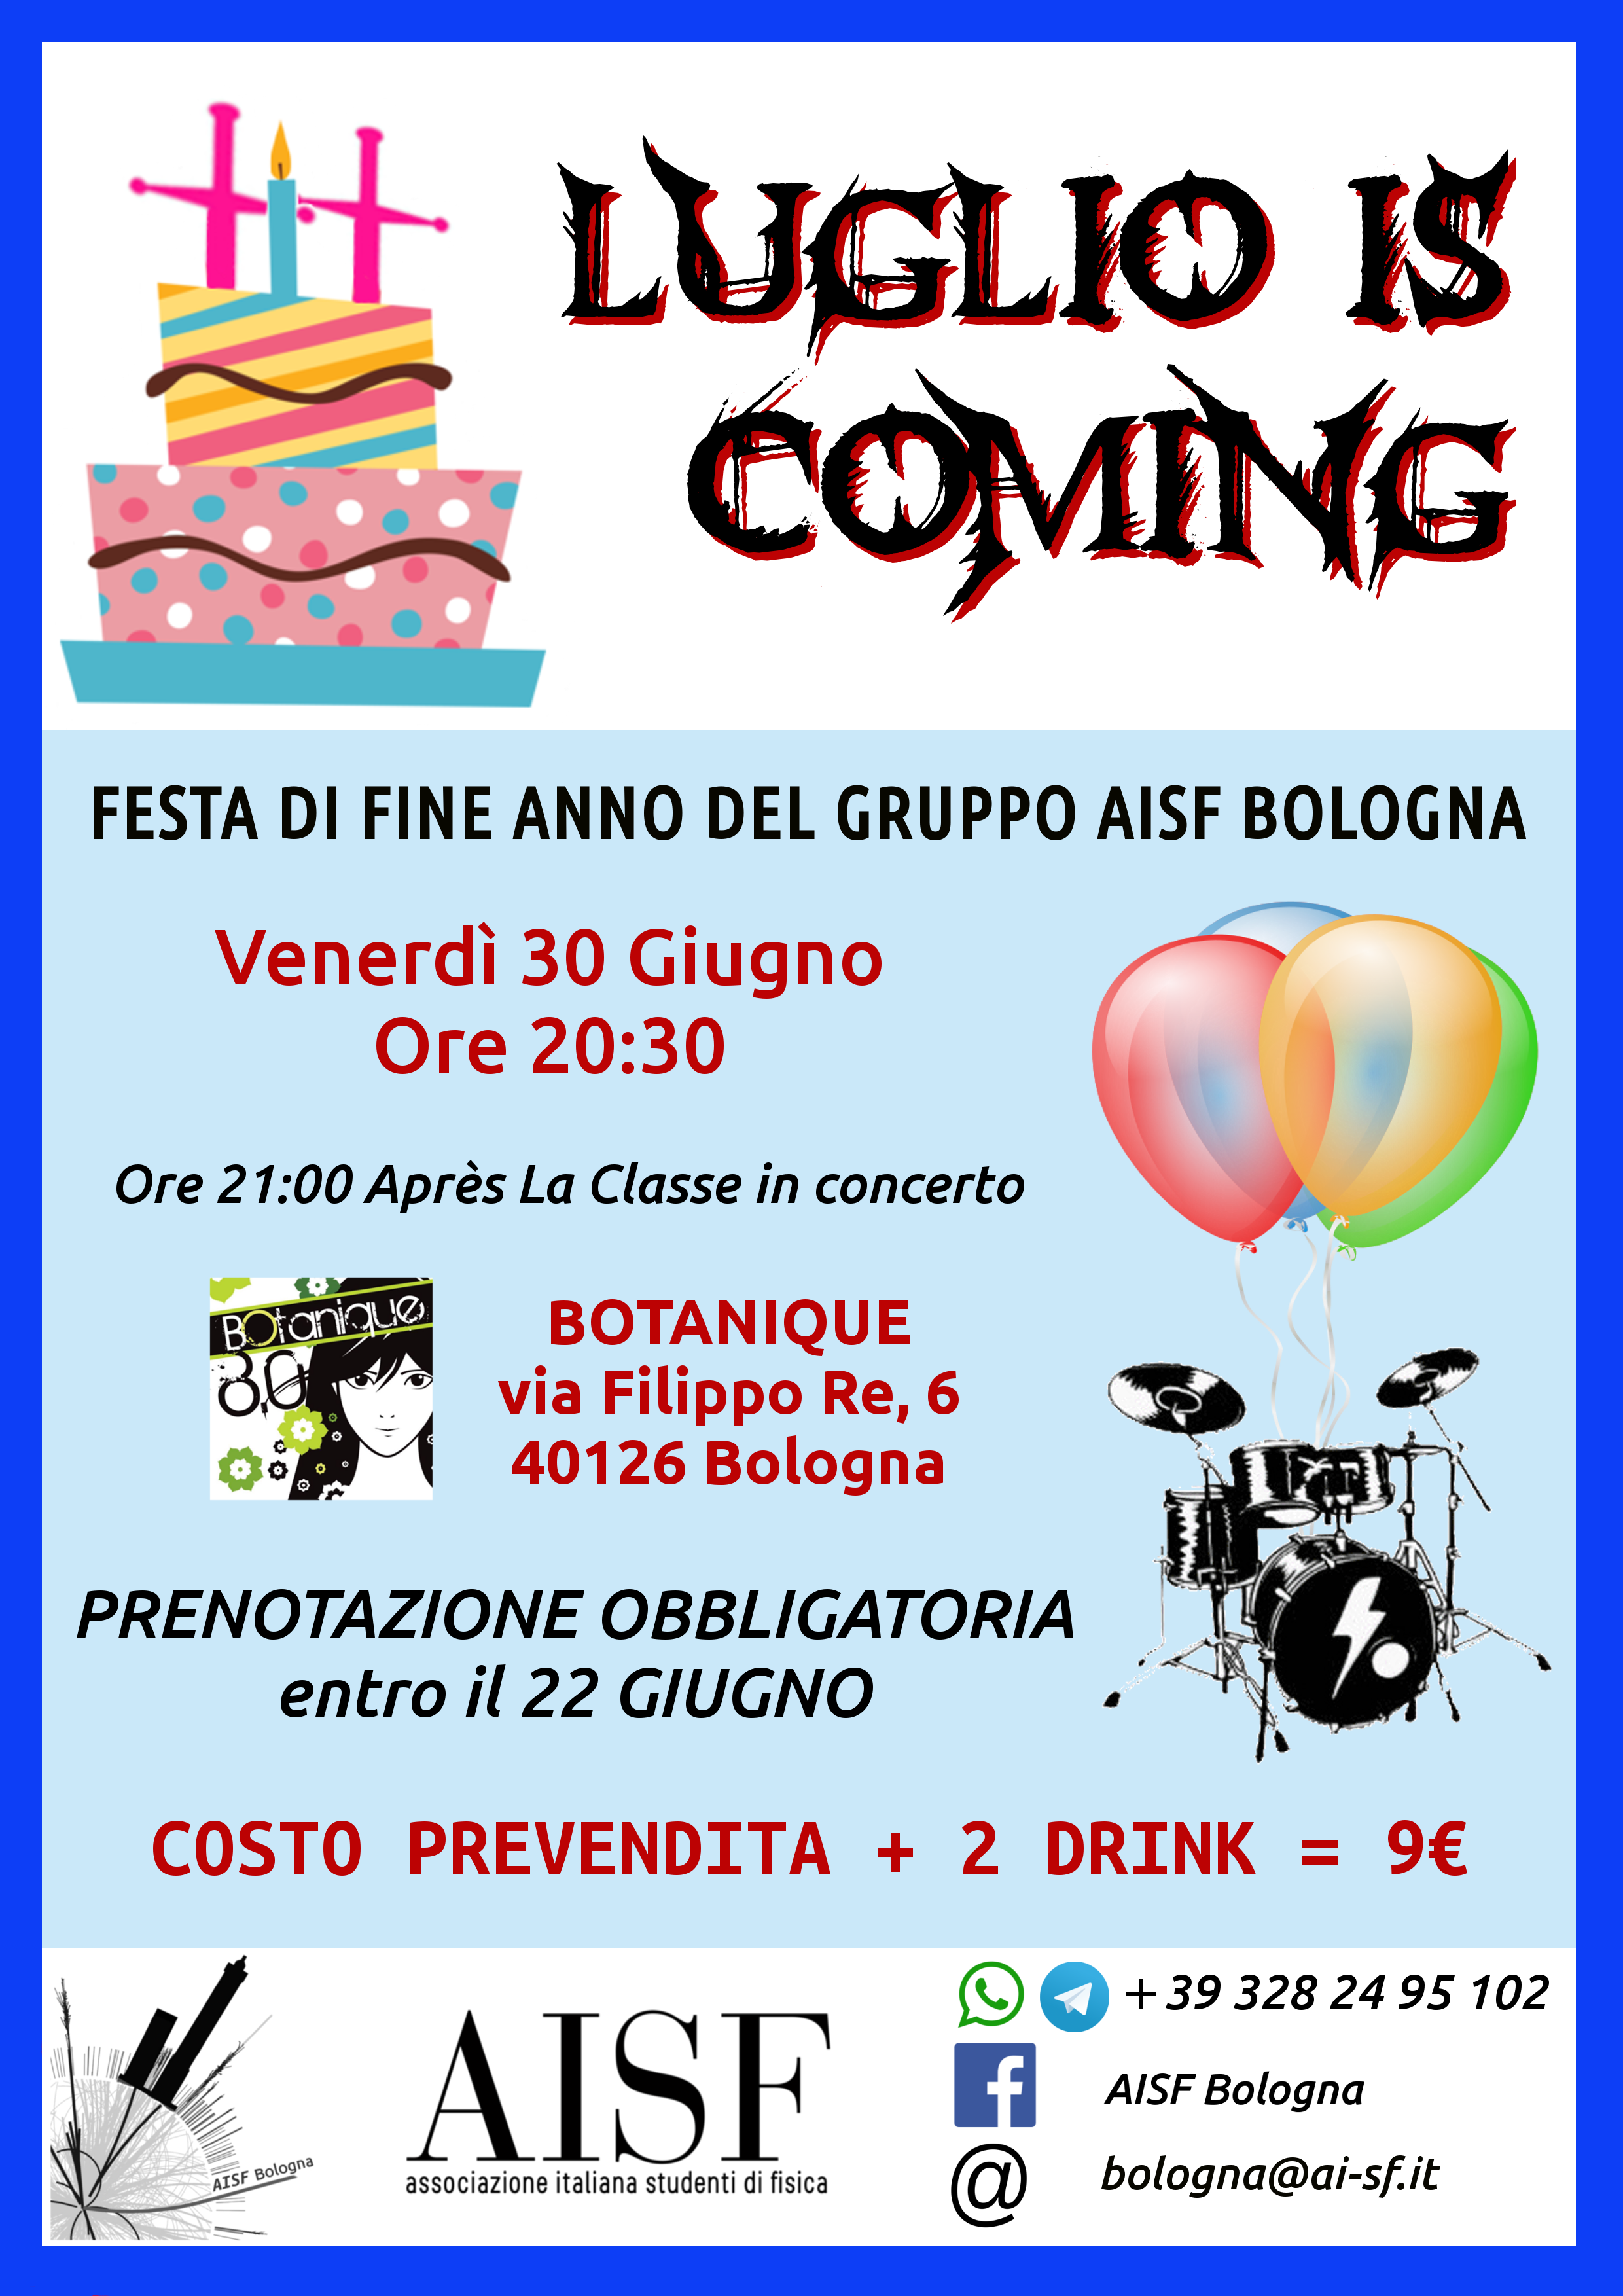 LUGLIO IS
COMING
FESTA DI FINE ANNO DEL GRUPPO AISF BOLOGNA
Venerdì 30 Giugno
Ore 20:30
Ore 21:00 Après La Classe in concerto
BOtanique
8.0
BOTANIQUE
via Filippo Re, 6
40126 Bologna
PRENOTAZIONE OBBLIGATORIA
entro il 22 GIUGNO
COSTO PREVENDITA + 2 DRINK = 9€
AISF Bologna
AISF
associazione italiana studenti di fisica
+39 328 24 95 102
AISF Bologna
@ bologna@ai-sf.it